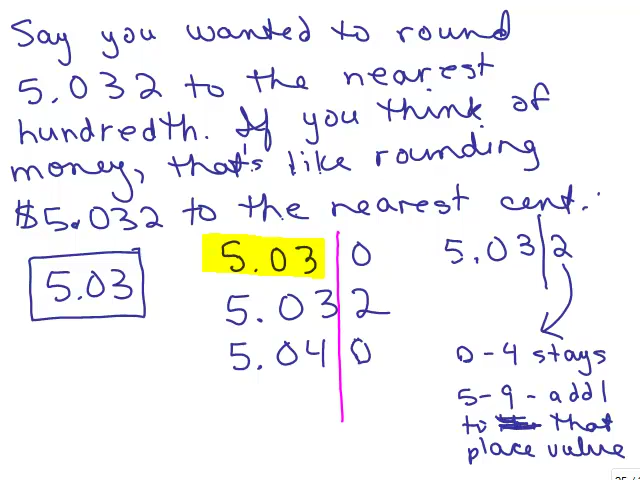 Say you wanted to round
5.032 to the nearest
hundredth. If you think of
money, that's like rounding
$5.032 to the nearest cent.
5.03
5.03|0
5.03|2
5.04|0
5.03|2
0-4 stays
5-9- add 1
to that
place value